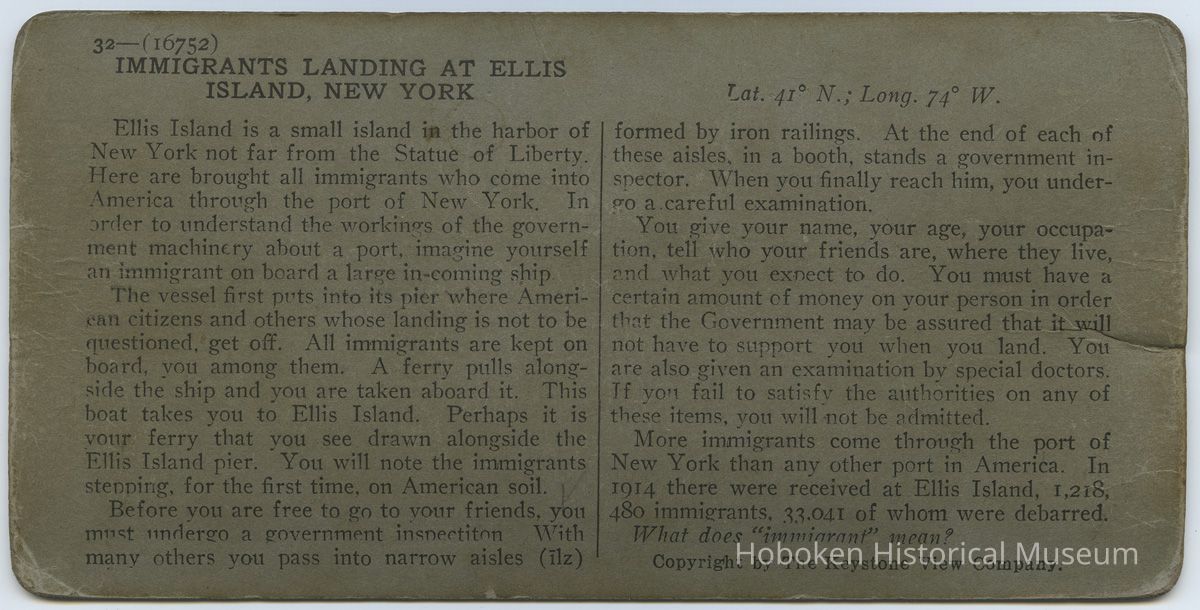 32—(16752)
IMMIGRANTS LANDING AT ELLIS
ISLAND, NEW YORK
Ellis Island is a small island in the harbor of
New York not far from the Statue of Liberty.
Here are brought all immigrants who come into
America through the port of New York. In
order to understand the workings of the govern-
ment machinery about a port, imagine yourself
an immigrant on board a large in-coming ship
The vessel first puts into its pier where Ameri-
can citizens and others whose landing is not to be
questioned, get off. All immigrants are kept on
board, you among them. A ferry pulls along-
side the ship and you are taken aboard it. This
boat takes you to Ellis Island. Perhaps it is
your ferry that you see drawn alongside the
Ellis Island pier. You will note the immigrants
stepping, for the first time, on American soil.
Before you are free to go to your friends, you
must undergo a government inspection With
many others you pass into narrow aisles (īlz)
Lat. 41° N.; Long. 74° W.
formed by iron railings. At the end of each of
these aisles, in a booth, stands a government in-
spector. When you finally reach him, you under-
go a careful examination.
You give your name, your age, your occupa-
tion, tell who your friends are, where they live,
and what you expect to do. You must have a
certain amount of money on your person in order
that the Government may be assured that it will
not have to support you when you land. You
are also given an examination by special doctors.
If you fail to satisfy the authorities on any of
these items, you will not be admitted.
More immigrants come through the port of
New York than any other port in America. In
1914 there were received at Ellis Island, 1,218,
480 immigrants, 33,041 of whom were debarred.
What does "immigrant" mean?
Copyright by The Keystone View Company.
Hoboken Historical Museum